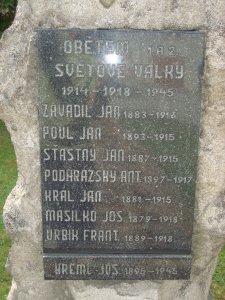 OBĚTEM 1 A 2
SVĚTOVÉ VÁLKY
1914 - 1918 - 1945
ZAVADIL JAN 1883-1916
POUL JAN 1893-1915
ŠŤASTNÝ JAN 1887-1915
PODARAZSKÝ ANT. 1897-1917
KRÁL JAN 1881-1915
MASILKO JOS. 1879-1918
URBIK FRANT. 1889-1918
KREML JOS. 1895-1945